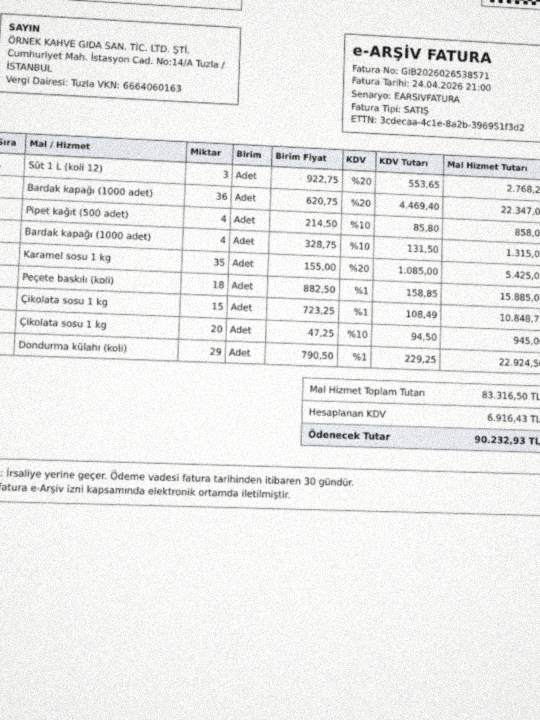 SAYIN
ÖRNEK KAHVE GIDA SAN. TİC. LTD. ŞTİ.
Cumhuriyet Mah. İstasyon Cad. No:14/A Tuzla /
İSTANBUL
Vergi Dairesi: Tuzla VKN: 6664060163
e-ARŞİV FATURA
Fatura No: GIB2026026538571
Fatura Tarihi: 24.04.2026 21:00
Senaryo: EARSIVFATURA
Fatura Tipi: SATIŞ
ETTN: 3cdecaa-4c1e-8a2b-396951f3d2
Sıra Mal / Hizmet Miktar Birim Birim Fiyat KDV KDV Tutarı Mal Hizmet Tutarı
Süt 1 L (koli 12) 3 Adet 922,75 %20 553,65 2.768,2
Bardak kapağı (1000 adet) 36 Adet 620,75 %20 4.469,40 22.347,0
Pipet kağıt (500 adet) 4 Adet 214,50 %10 85,80 858,0
Bardak kapağı (1000 adet) 4 Adet 328,75 %10 131,50 1.315,0
Karamel sosu 1 kg 35 Adet 155,00 %20 1.085,00 5.425,0
Peçete baskılı (koli) 18 Adet 882,50 %1 158,85 15.885,0
Çikolata sosu 1 kg 15 Adet 723,25 %1 108,49 10.848,7
Çikolata sosu 1 kg 20 Adet 47,25 %10 94,50 945,0
Dondurma külahı (koli) 29 Adet 790,50 %1 229,25 22.924,5
Mal Hizmet Toplam Tutarı 83.316,50 TL
Hesaplanan KDV 6.916,43 TL
Ödenecek Tutar 90.232,93 TL
: İrsaliye yerine geçer. Ödeme vadesi fatura tarihinden itibaren 30 gündür.
fatura e-Arşiv izni kapsamında elektronik ortamda iletilmiştir.